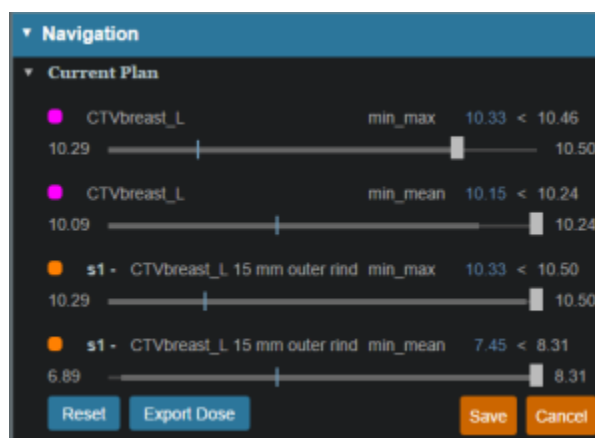 Navigation
Current Plan
CTVbreast_L min_max 10.33 < 10.46
10.29 10.50
CTVbreast_L min_mean 10.15 < 10.24
10.09 10.24
s1 - CTVbreast_L 15 mm outer rind min_max 10.33 < 10.50
10.29 10.50
s1 - CTVbreast_L 15 mm outer rind min_mean 7.45 < 8.31
6.89 8.31
Reset Export Dose Save Cancel